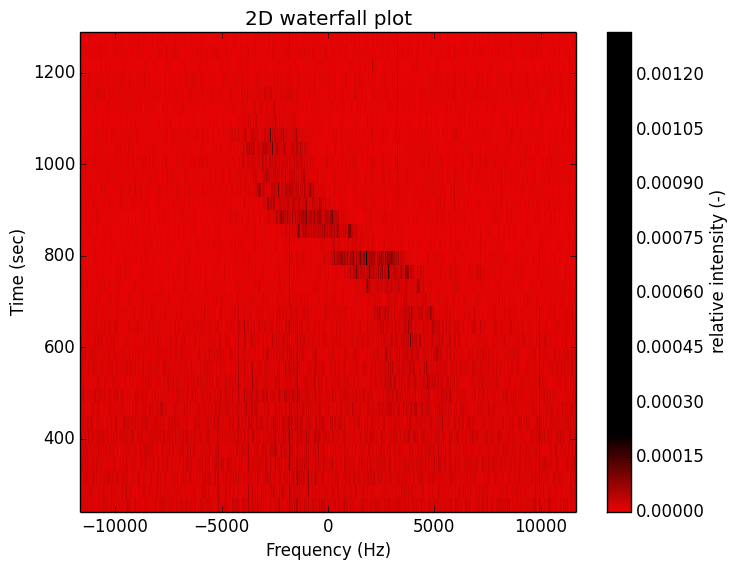 2D waterfall plot
1200
1000
800
600
400
Time (sec)
−10000 −5000 0 5000 10000
Frequency (Hz)
0.00120
0.00105
0.00090
0.00075
0.00060
0.00045
0.00030
0.00015
0.00000
relative intensity (-)